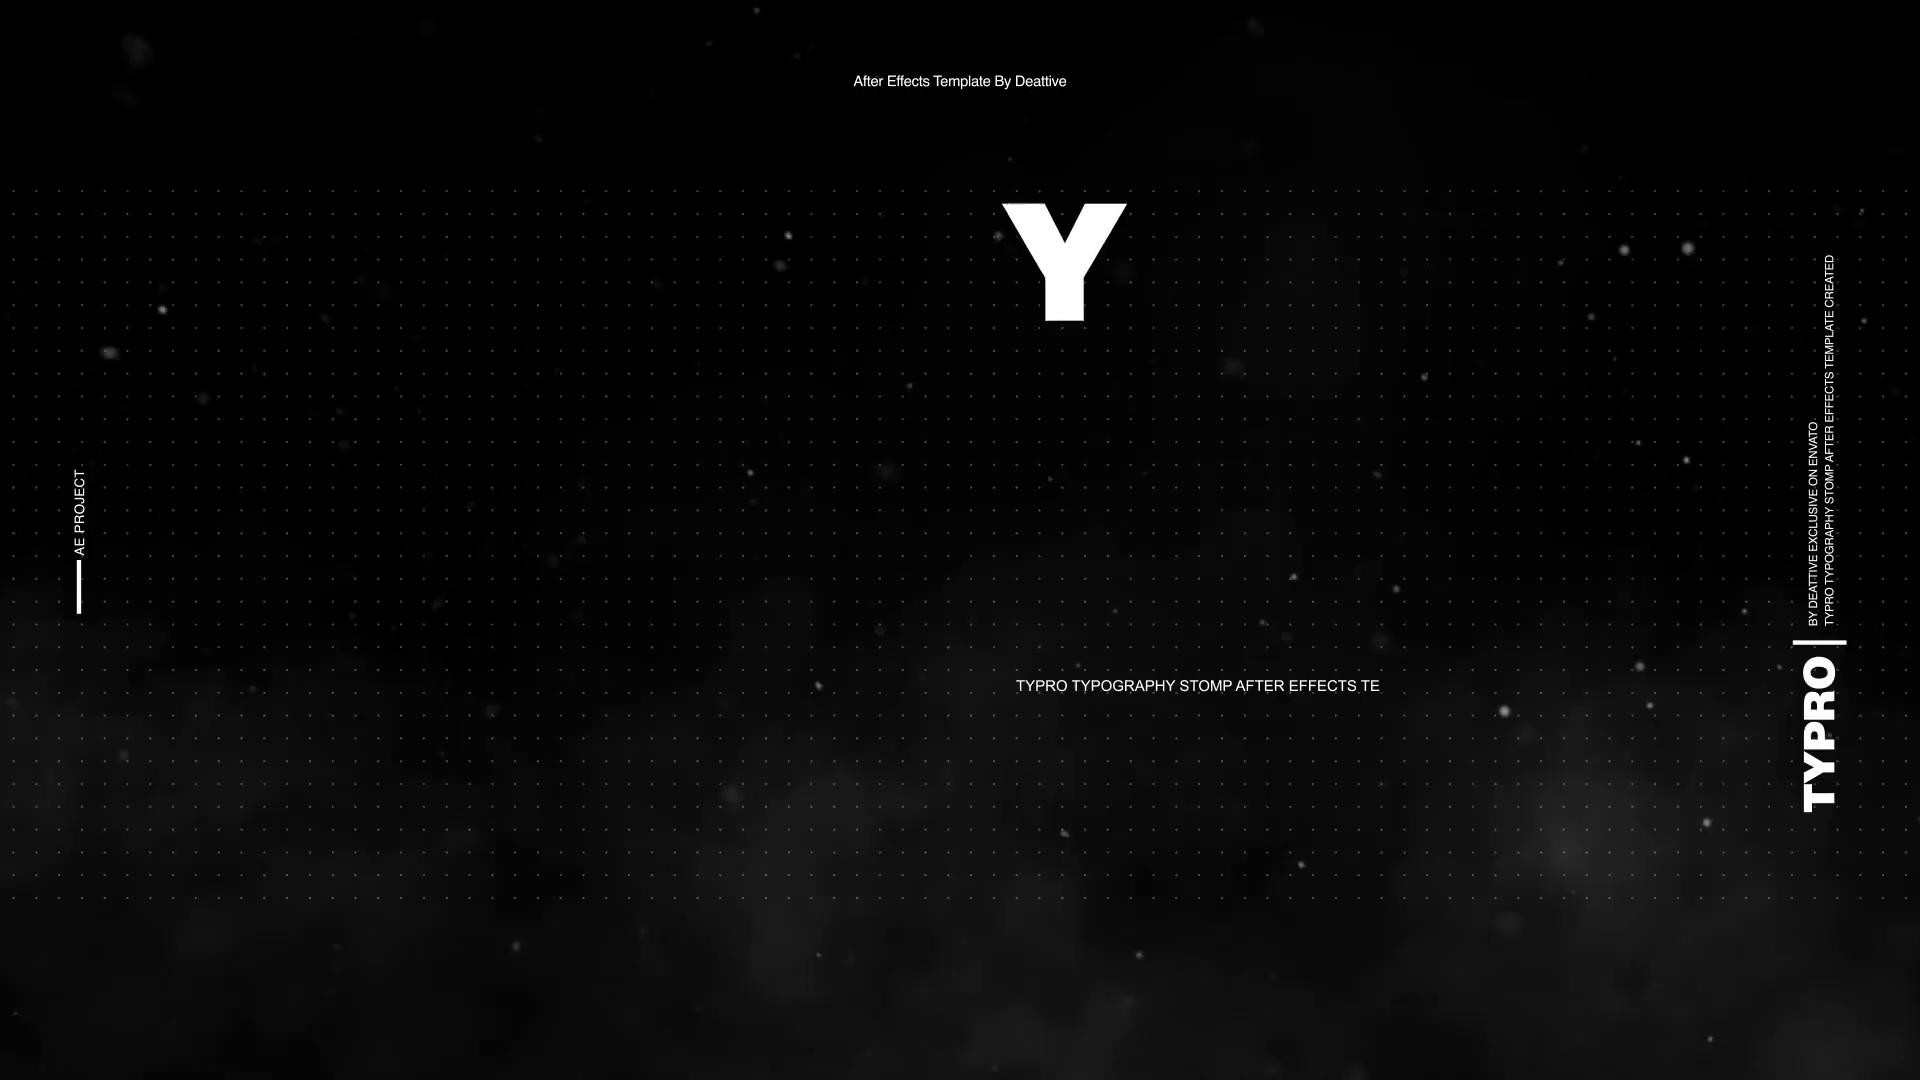 After Effects Template By Deattive
Y
AE PROJECT
TYPRO TYPOGRAPHY STOMP AFTER EFFECTS TE
TYPRO
BY DEATTIVE EXCLUSIVE ON ENVATO
TYPRO TYPOGRAPHY STOMP AFTER EFFECTS TEMPLATE CREATED